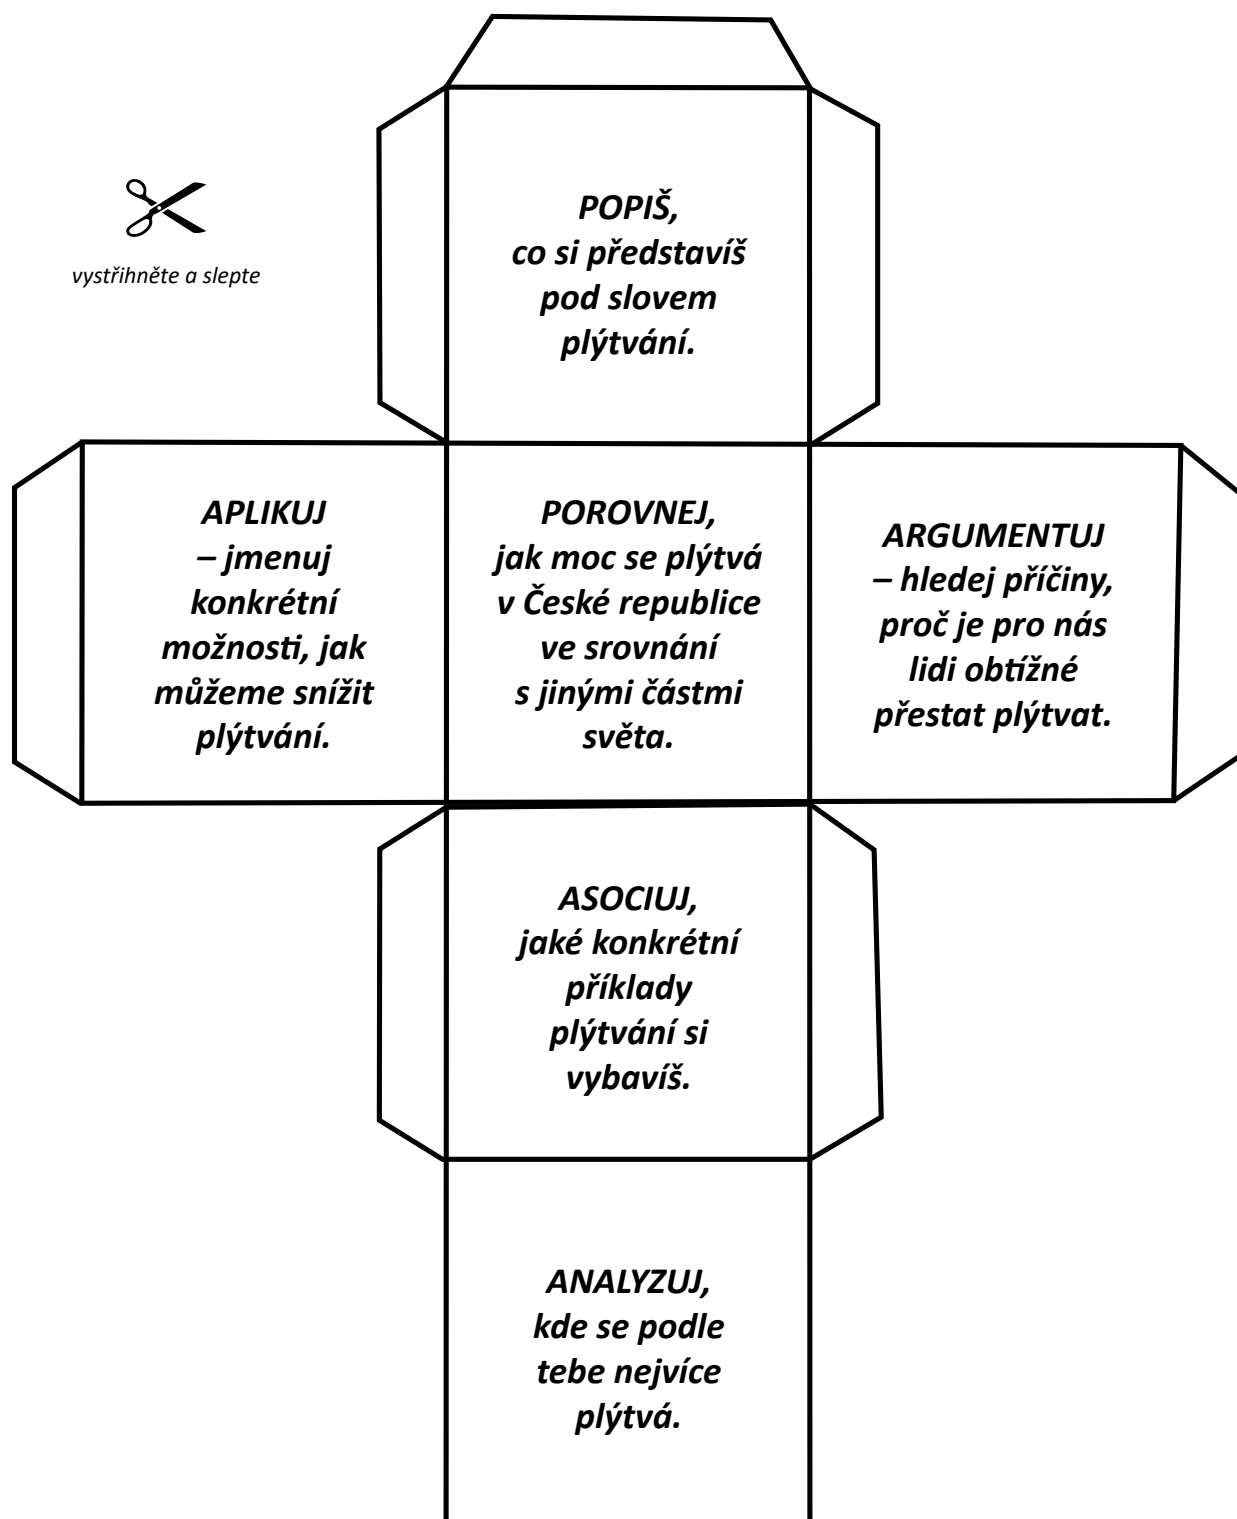 vystřihněte a slepte
POPIŠ,
co si představíš
pod slovem
plýtvání.
APLIKUJ
– jmenuj
konkrétní
možnosti, jak
můžeme snížit
plýtvání.
POROVNEJ,
jak moc se plýtvá
v České republice
ve srovnání
s jinými částmi
světa.
ARGUMENTUJ
– hledej příčiny,
proč je pro nás
lidi obtížné
přestat plýtvat.
ASOCIUJ,
jaké konkrétní
příklady
plýtvání si
vybavíš.
ANALYZUJ,
kde se podle
tebe nejvíce
plýtvá.